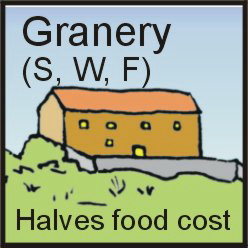 Granery
(S, W, F)
Halves food cost